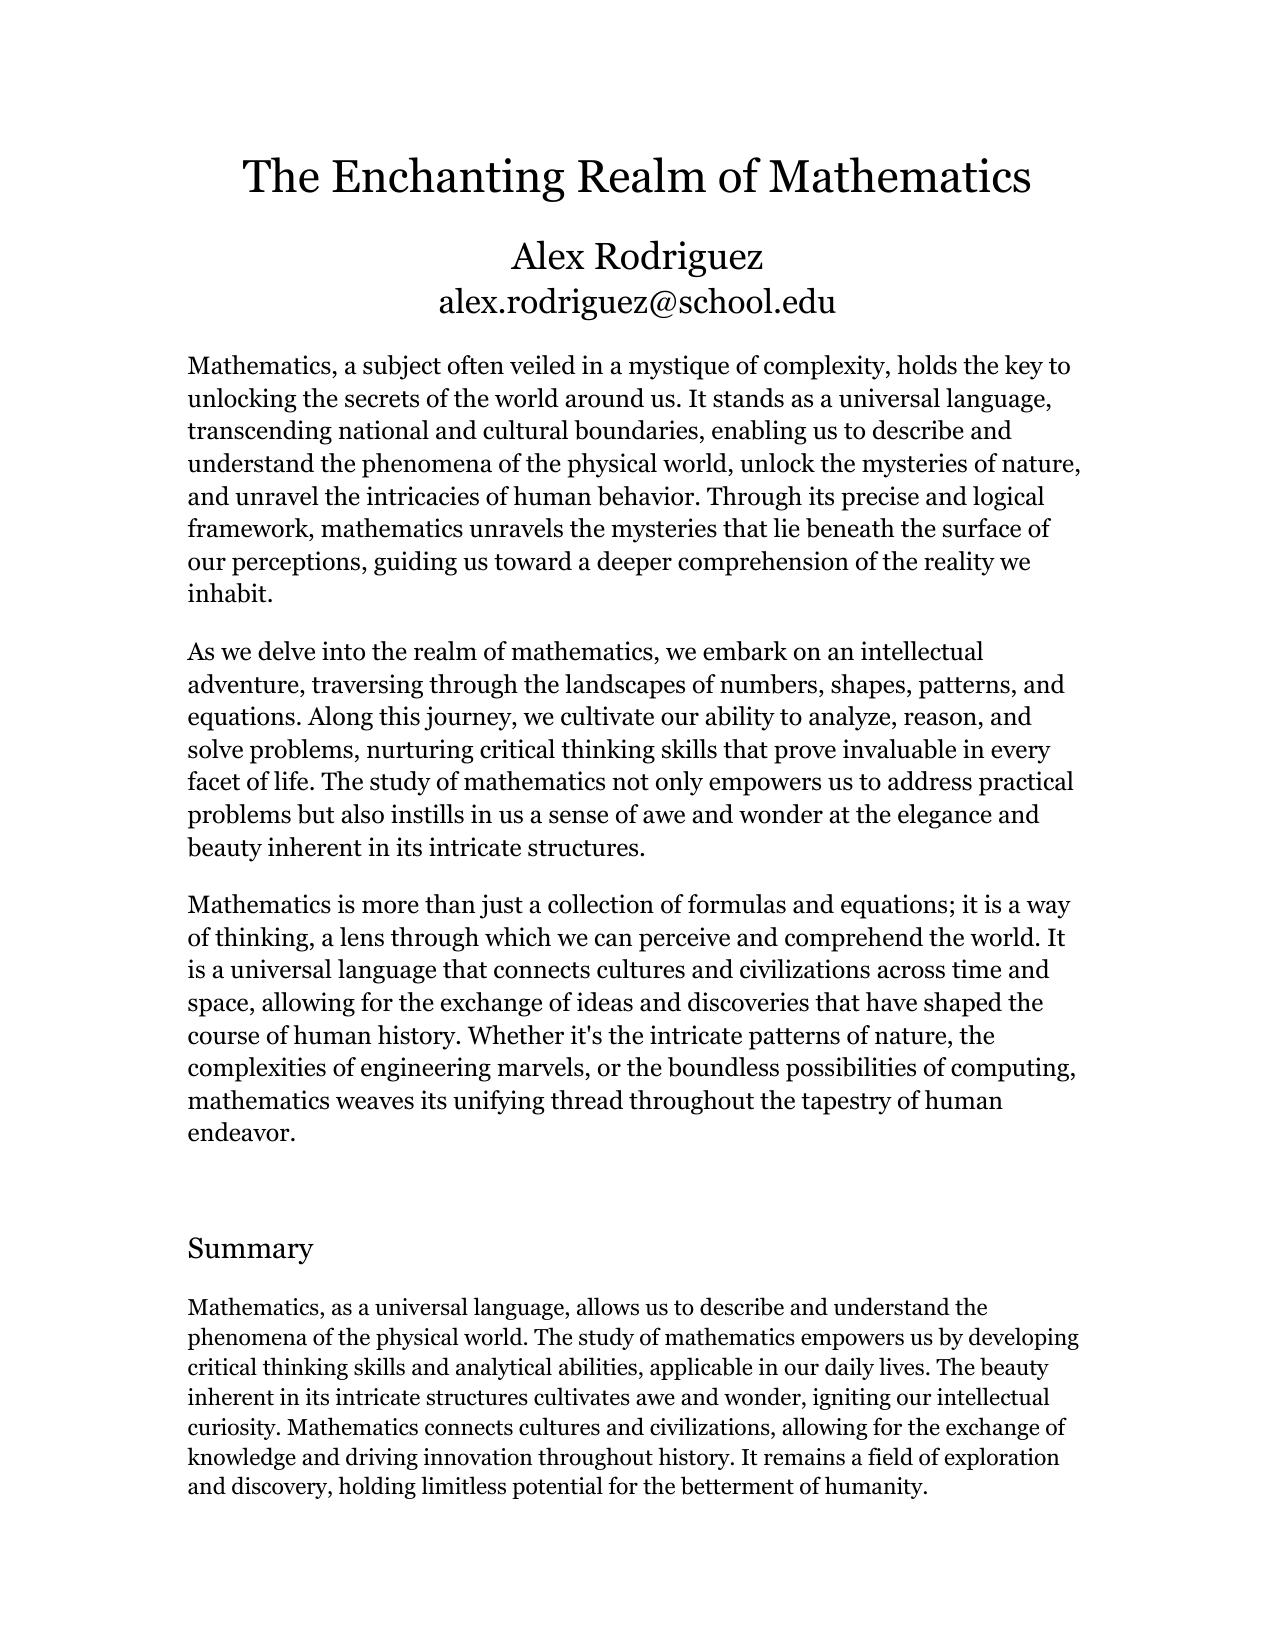 The Enchanting Realm of Mathematics
Alex Rodriguez
alex.rodriguez@school.edu
Mathematics, a subject often veiled in a mystique of complexity, holds the key to
unlocking the secrets of the world around us. It stands as a universal language,
transcending national and cultural boundaries, enabling us to describe and
understand the phenomena of the physical world, unlock the mysteries of nature,
and unravel the intricacies of human behavior. Through its precise and logical
framework, mathematics unravels the mysteries that lie beneath the surface of
our perceptions, guiding us toward a deeper comprehension of the reality we
inhabit.
As we delve into the realm of mathematics, we embark on an intellectual
adventure, traversing through the landscapes of numbers, shapes, patterns, and
equations. Along this journey, we cultivate our ability to analyze, reason, and
solve problems, nurturing critical thinking skills that prove invaluable in every
facet of life. The study of mathematics not only empowers us to address practical
problems but also instills in us a sense of awe and wonder at the elegance and
beauty inherent in its intricate structures.
Mathematics is more than just a collection of formulas and equations; it is a way
of thinking, a lens through which we can perceive and comprehend the world. It
is a universal language that connects cultures and civilizations across time and
space, allowing for the exchange of ideas and discoveries that have shaped the
course of human history. Whether it's the intricate patterns of nature, the
complexities of engineering marvels, or the boundless possibilities of computing,
mathematics weaves its unifying thread throughout the tapestry of human
endeavor.
Summary
Mathematics, as a universal language, allows us to describe and understand the
phenomena of the physical world. The study of mathematics empowers us by developing
critical thinking skills and analytical abilities, applicable in our daily lives. The beauty
inherent in its intricate structures cultivates awe and wonder, igniting our intellectual
curiosity. Mathematics connects cultures and civilizations, allowing for the exchange of
knowledge and driving innovation throughout history. It remains a field of exploration
and discovery, holding limitless potential for the betterment of humanity.